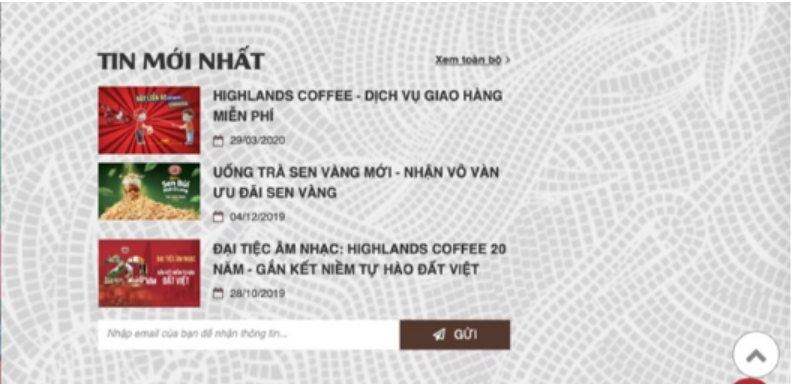 TIN MỚI NHẤT
Xem toàn bộ >
HIGHLANDS COFFEE - DỊCH VỤ GIAO HÀNG
MIỄN PHÍ
29/03/2020
UỐNG TRÀ SEN VÀNG MỚI - NHẬN VÔ VÀN
ƯU ĐÃI SEN VÀNG
04/12/2019
ĐẠI TIỆC ÂM NHẠC: HIGHLANDS COFFEE 20
NĂM - GẮN KẾT NIỀM TỰ HÀO ĐẤT VIỆT
28/10/2019
Nhập email của bạn để nhận thông tin...
GỬI